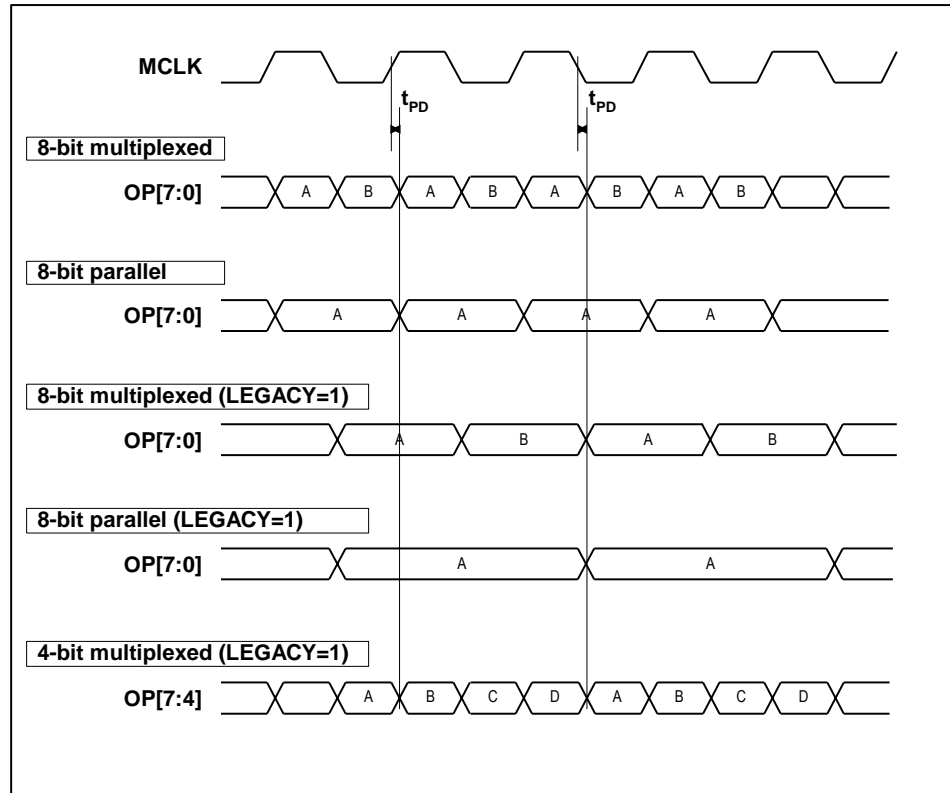 MCLK
tPD tPD
8-bit multiplexed
OP[7:0] A B A B A B A B
8-bit parallel
OP[7:0] A A A A
8-bit multiplexed (LEGACY=1)
OP[7:0] A B A B
8-bit parallel (LEGACY=1)
OP[7:0] A A
4-bit multiplexed (LEGACY=1)
OP[7:4] A B C D A B C D